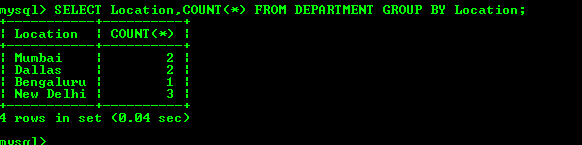 mysql> SELECT Location,COUNT(*) FROM DEPARTMENT GROUP BY Location;
+-----------+----------+
| Location  | COUNT(*) |
+-----------+----------+
| Mumbai    |        2 |
| Dallas    |        2 |
| Bengaluru |        1 |
| New Delhi |        3 |
+-----------+----------+
4 rows in set (0.04 sec)
mysql>